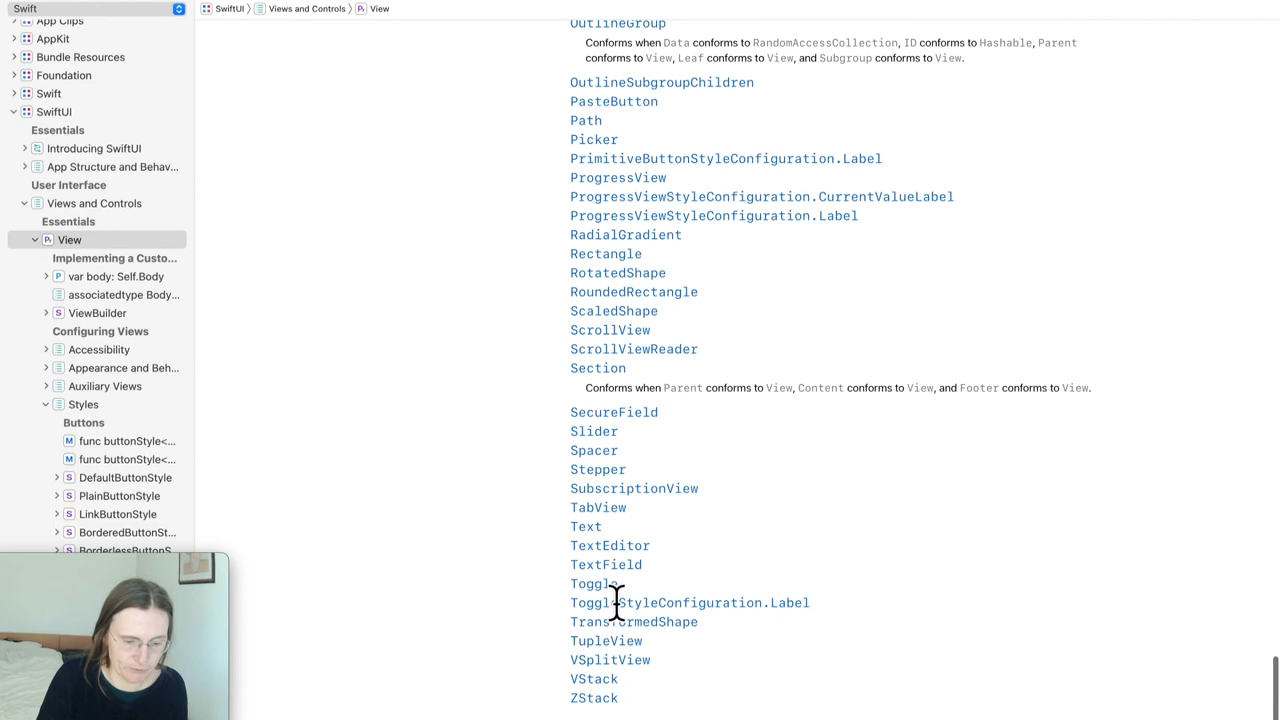 Swift
SwiftUI 〉 Views and Controls 〉 View
App Clips
AppKit
Bundle Resources
Foundation
Swift
SwiftUI
Essentials
Introducing SwiftUI
App Structure and Behav...
User Interface
Views and Controls
Essentials
View
Implementing a Custo...
var body: Self.Body
associatedtype Body...
ViewBuilder
Configuring Views
Accessibility
Appearance and Beh...
Auxiliary Views
Styles
Buttons
func buttonStyle<...
func buttonStyle<...
DefaultButtonStyle
PlainButtonStyle
LinkButtonStyle
BorderedButtonSt...
BorderlessButtonS
OutlineGroup
Conforms when Data conforms to RandomAccessCollection, ID conforms to Hashable, Parent
conforms to View, Leaf conforms to View, and Subgroup conforms to View.
OutlineSubgroupChildren
PasteButton
Path
Picker
PrimitiveButtonStyleConfiguration.Label
ProgressView
ProgressViewStyleConfiguration.CurrentValueLabel
ProgressViewStyleConfiguration.Label
RadialGradient
Rectangle
RotatedShape
RoundedRectangle
ScaledShape
ScrollView
ScrollViewReader
Section
Conforms when Parent conforms to View, Content conforms to View, and Footer conforms to View.
SecureField
Slider
Spacer
Stepper
SubscriptionView
TabView
Text
TextEditor
TextField
Toggle
ToggleStyleConfiguration.Label
TransformedShape
TupleView
VSplitView
VStack
ZStack